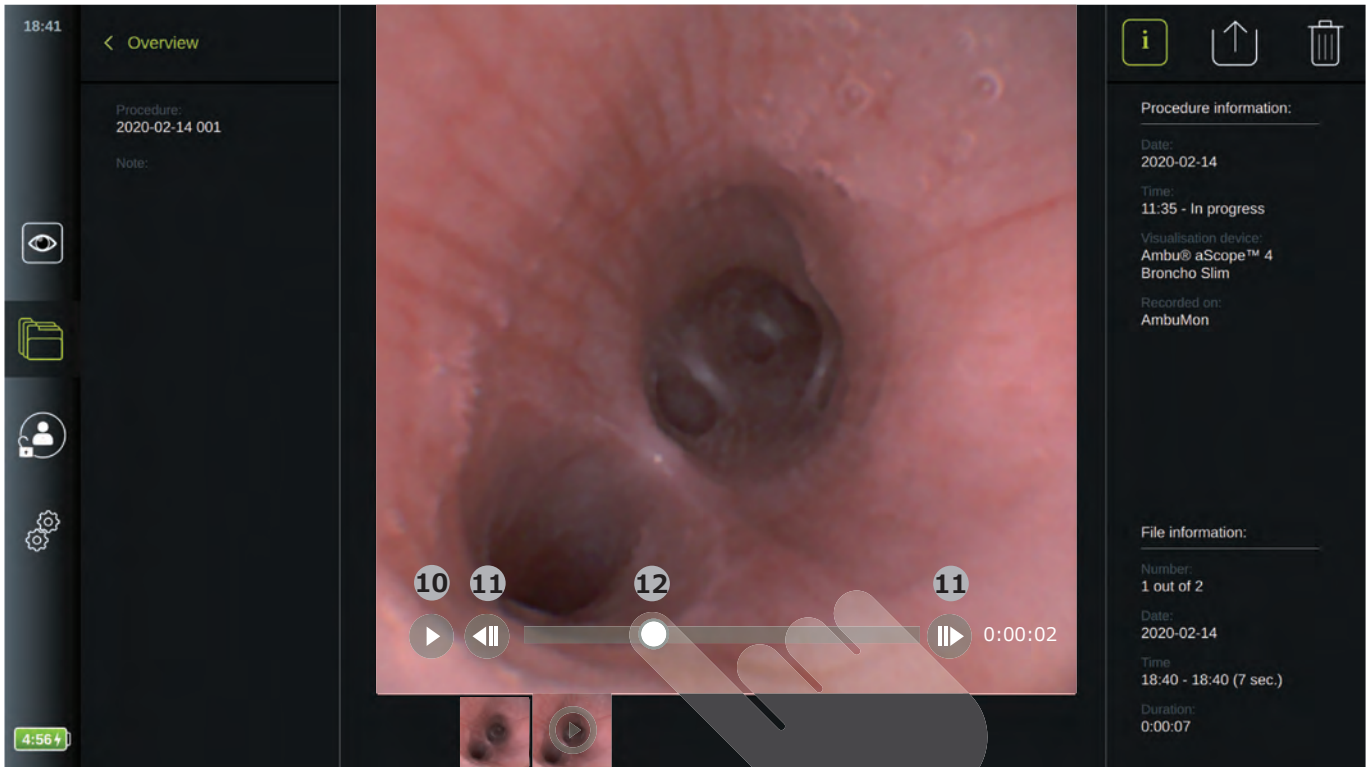 18:41
Overview
Procedure:
2020-02-14 001
Note:
10
11
12
11
0:00:02
4:56
i
Procedure information:
Date:
2020-02-14
Time:
11:35 - In progress
Visualisation device:
Ambu® aScope™ 4
Broncho Slim
Recorded on:
AmbuMon
File information:
Number:
1 out of 2
Date:
2020-02-14
Time
18:40 - 18:40 (7 sec.)
Duration:
0:00:07